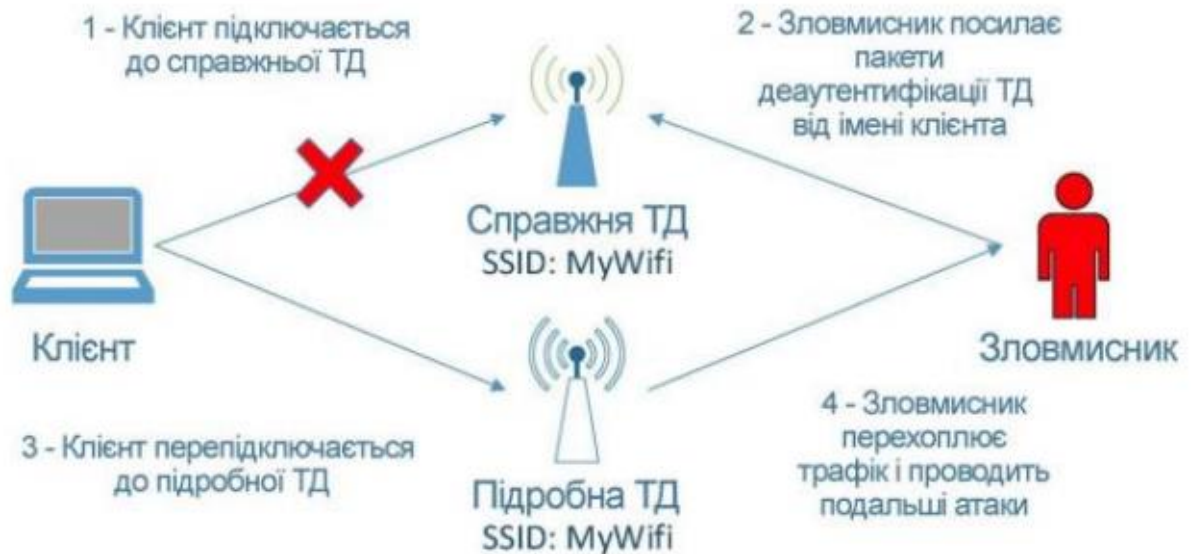 1 - Клієнт підключається
до справжньої ТД
2 - Зловмисник посилає
пакети
деаутентифікації ТД
від імені клієнта
Справжня ТД
SSID: MyWifi
Клієнт
Зловмисник
3 - Клієнт перепідключається
до підробної ТД
Підробна ТД
SSID: MyWifi
4 - Зловмисник
перехоплює
трафік і проводить
подальші атаки